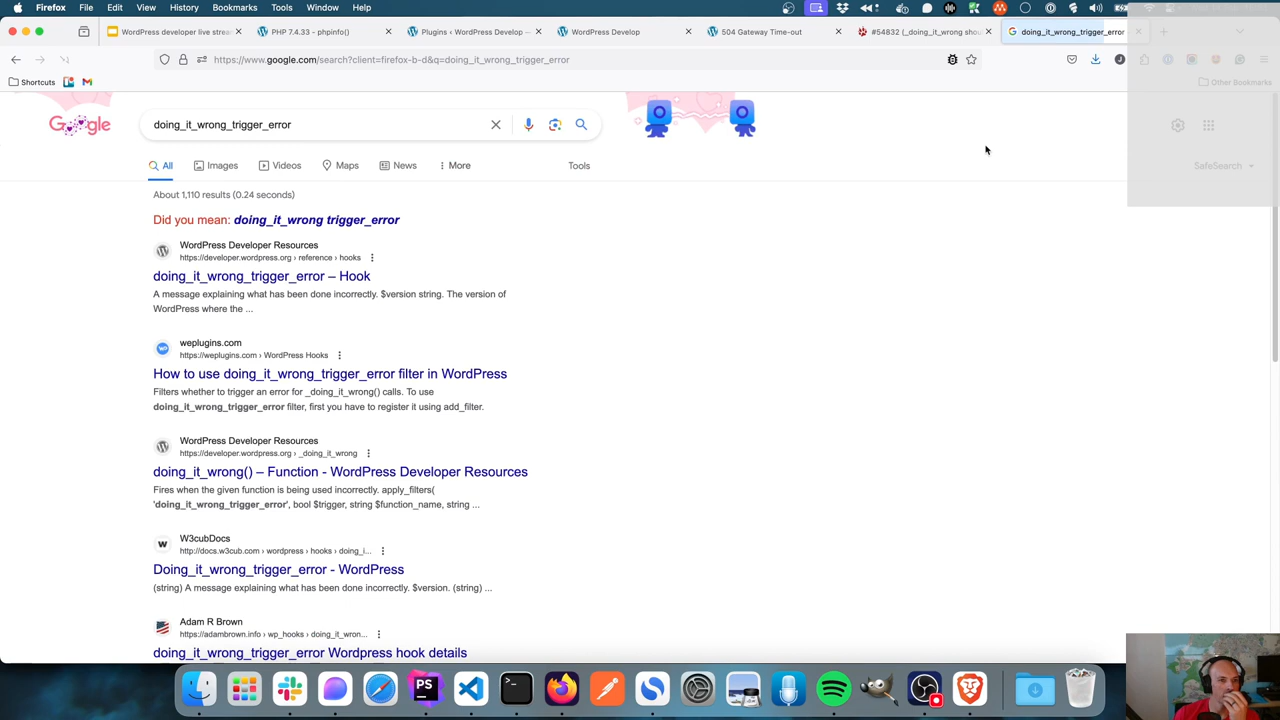 Firefox File Edit View History Bookmarks Tools Window Help
WordPress developer live strean
PHP 7.4.33 - phpinfo()
Plugins ‹ WordPress Develop —
WordPress Develop
504 Gateway Time-out
#54832 (_doing_it_wrong shou
doing_it_wrong_trigger_error
https://www.google.com/search?client=firefox-b-d&q=doing_it_wrong_trigger_error
Shortcuts
Other Bookmarks
Google
doing_it_wrong_trigger_error
All Images Videos Maps News More Tools
SafeSearch
About 1,110 results (0.24 seconds)
Did you mean: doing_it_wrong trigger_error
WordPress Developer Resources
https://developer.wordpress.org › reference › hooks
doing_it_wrong_trigger_error – Hook
A message explaining what has been done incorrectly. $version string. The version of
WordPress where the ...
weplugins.com
https://weplugins.com › WordPress Hooks
How to use doing_it_wrong_trigger_error filter in WordPress
Filters whether to trigger an error for _doing_it_wrong() calls. To use
doing_it_wrong_trigger_error filter, first you have to register it using add_filter.
WordPress Developer Resources
https://developer.wordpress.org › _doing_it_wrong
doing_it_wrong() – Function - WordPress Developer Resources
Fires when the given function is being used incorrectly. apply_filters(
'doing_it_wrong_trigger_error', bool $trigger, string $function_name, string ...
W3cubDocs
http://docs.w3cub.com › wordpress › hooks › doing_i...
Doing_it_wrong_trigger_error - WordPress
(string) A message explaining what has been done incorrectly. $version. (string) ...
Adam R Brown
https://adambrown.info › wp_hooks › doing_it_wron...
doing_it_wrong_trigger_error Wordpress hook details
PS